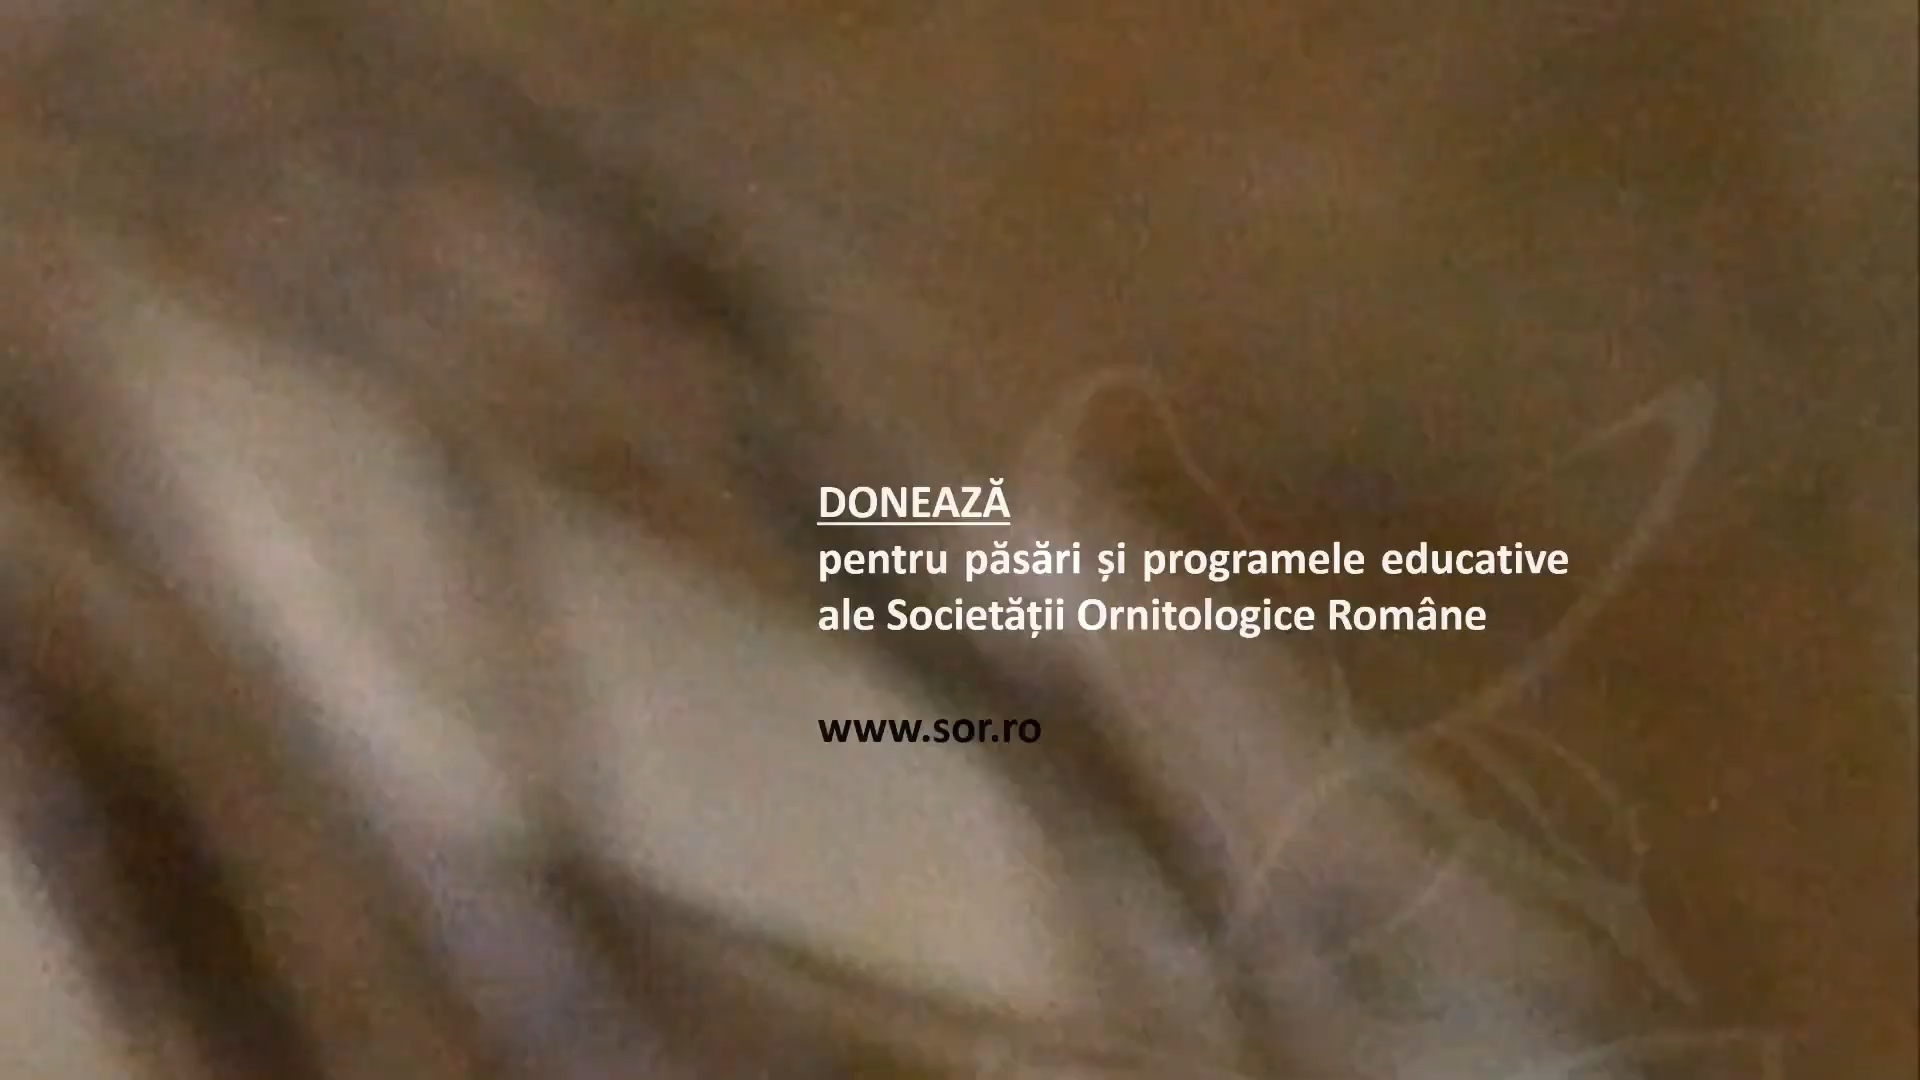 DONEAZĂ
pentru păsări și programele educative
ale Societății Ornitologice Române
www.sor.ro